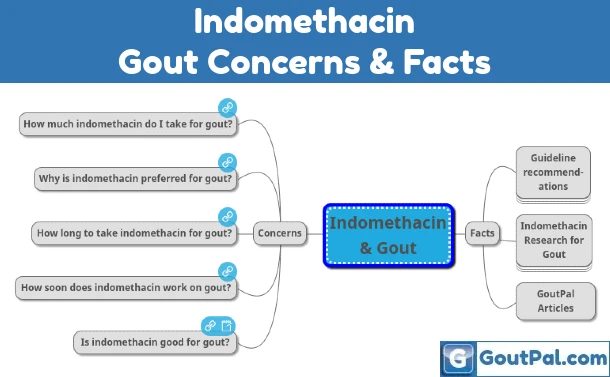 Indomethacin
Gout Concerns & Facts
How much indomethacin do I take for gout?
Why is indomethacin preferred for gout?
How long to take indomethacin for gout?
How soon does indomethacin work on gout?
Is indomethacin good for gout?
Concerns
Indomethacin
& Gout
Facts
Guideline
recommend-
ations
Indomethacin
Research for
Gout
GoutPal
Articles
G
GoutPal.com